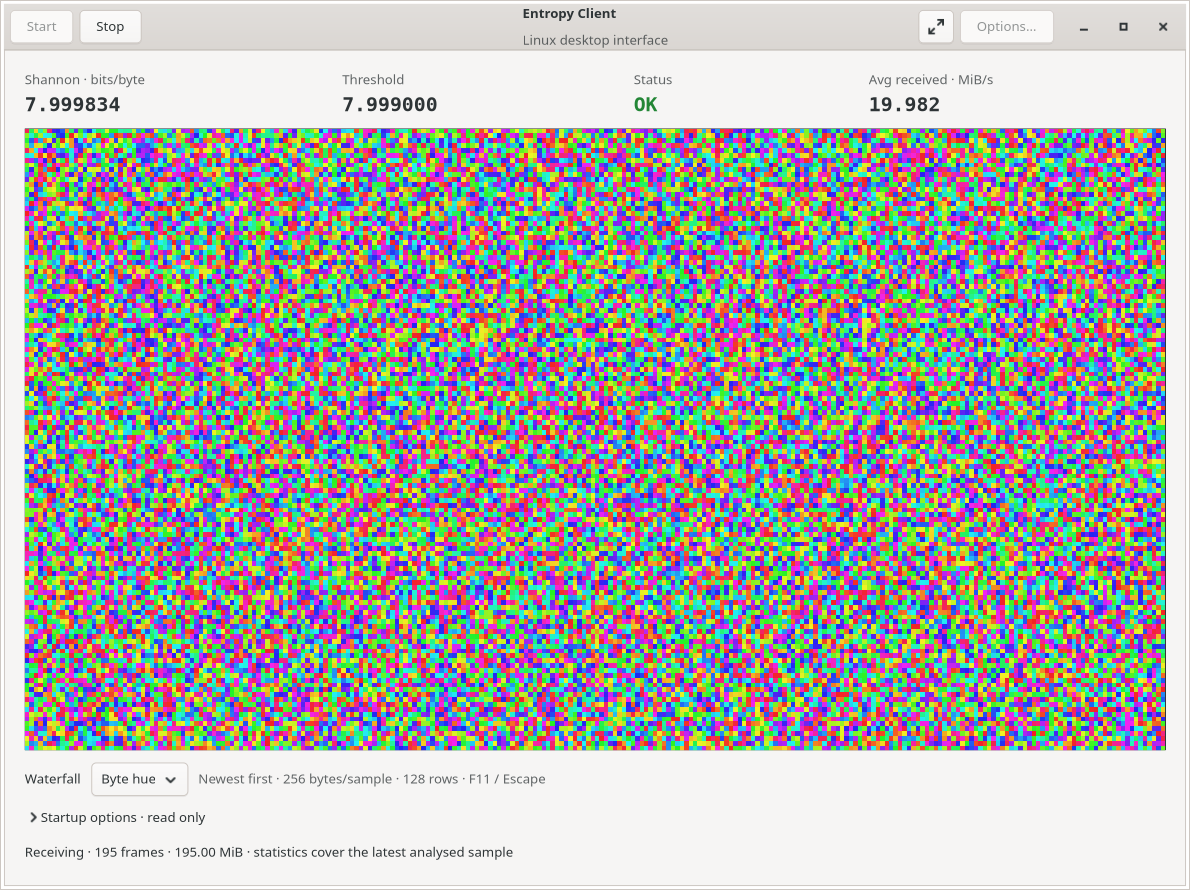 Start Stop Entropy Client Options...
Linux desktop interface
Shannon · bits/byte Threshold Status Avg received · MiB/s
7.999834 7.999000 OK 19.982
Waterfall Byte hue Newest first · 256 bytes/sample · 128 rows · F11 / Escape
Startup options · read only
Receiving · 195 frames · 195.00 MiB · statistics cover the latest analysed sample